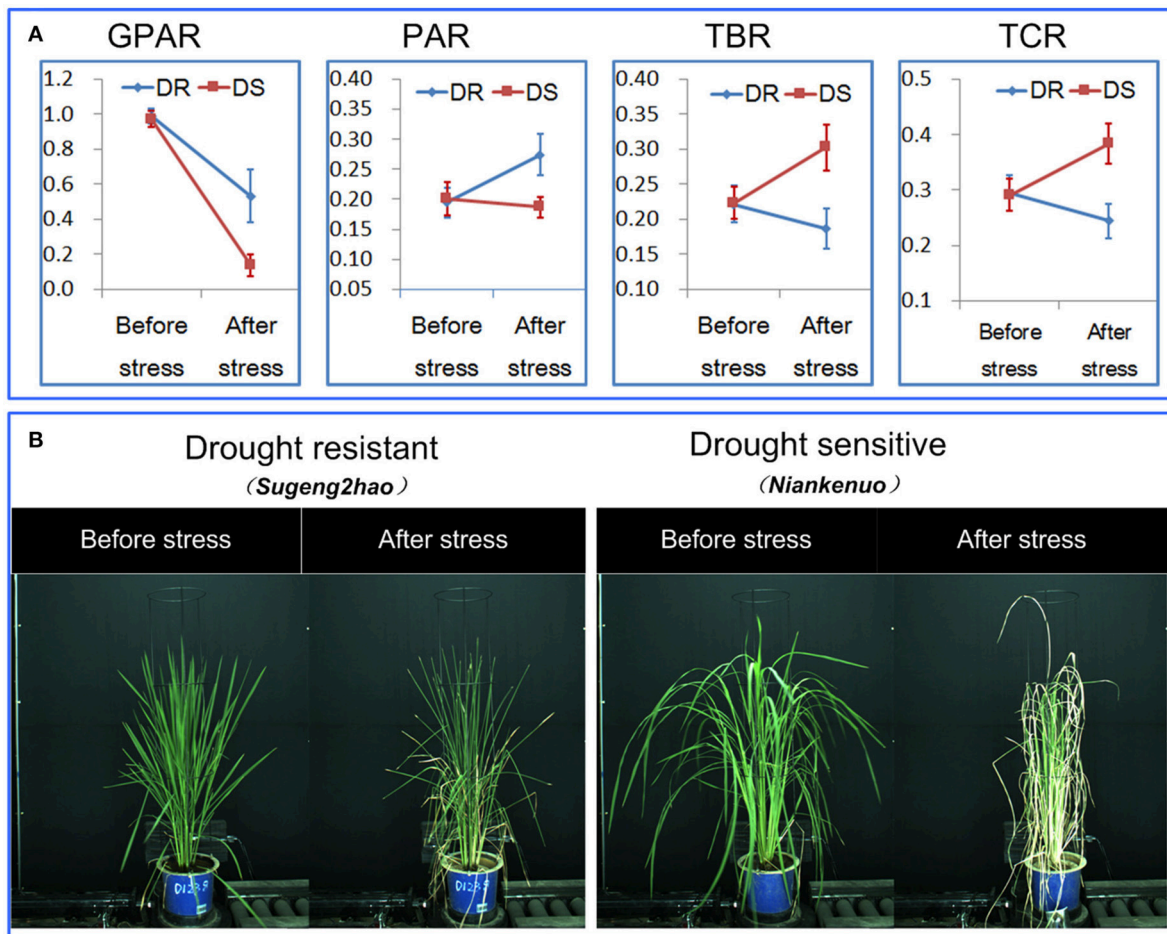 A
GPAR
PAR
TBR
TCR
DR DS
1.2
1.0
0.8
0.6
0.4
0.2
0.0
Before After
stress stress
DR DS
0.40
0.35
0.30
0.25
0.20
0.15
0.10
0.05
Before After
stress stress
DR DS
0.40
0.35
0.30
0.25
0.20
0.15
0.10
Before After
stress stress
DR DS
0.5
0.4
0.3
0.2
0.1
Before After
stress stress
B
Drought resistant
（Sugeng2hao）
Drought sensitive
（Niankenuo）
Before stress
After stress
Before stress
After stress